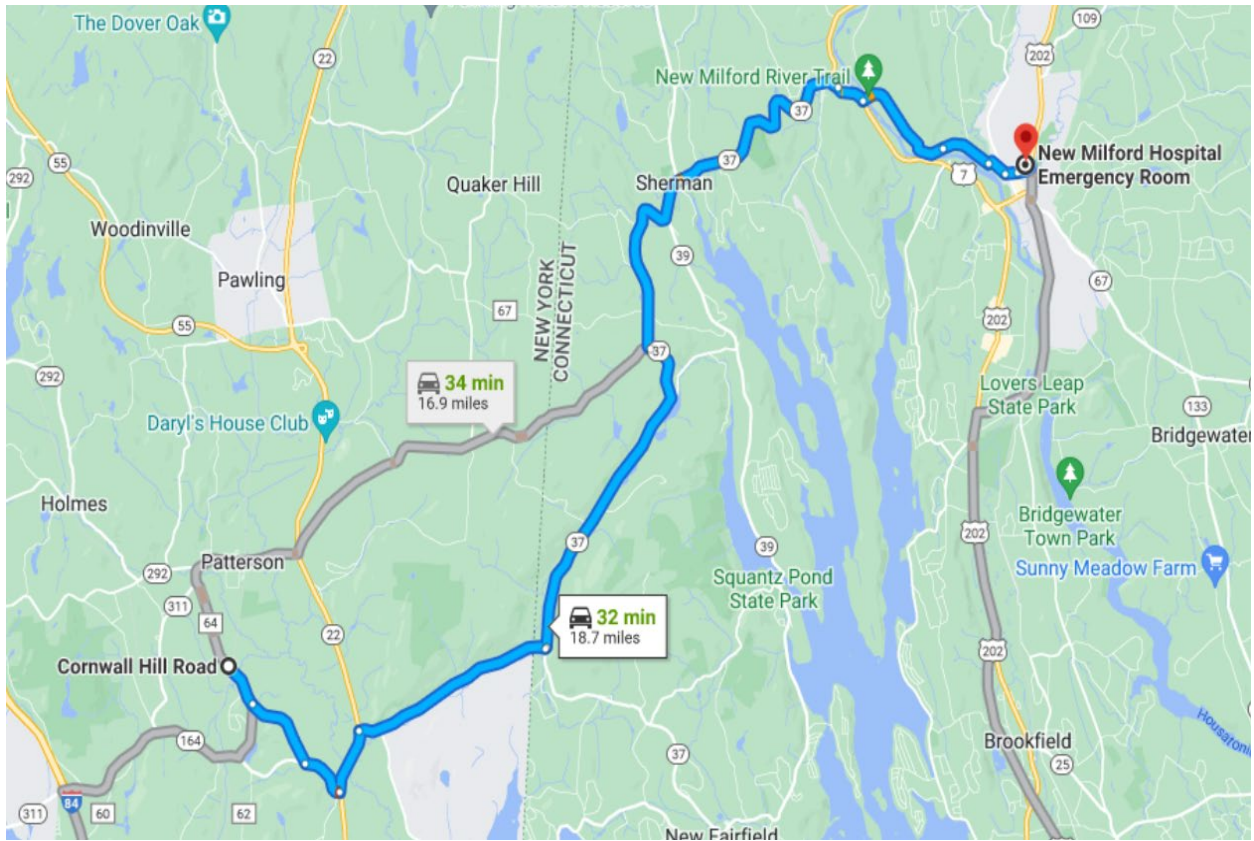 The Dover Oak
22
109
202
New Milford River Trail
37
55
292
Quaker Hill
Sherman
37
7
New Milford Hospital
Emergency Room
Woodinville
Pawling
39
67
NEW YORK
CONNECTICUT
67
55
202
37
292
34 min
16.9 miles
Lovers Leap
State Park
133
Bridgewater
Daryl's House Club
Holmes
Bridgewater
Town Park
202
37
39
Patterson
292
Squantz Pond
State Park
Sunny Meadow Farm
311
64
32 min
18.7 miles
22
202
Cornwall Hill Road
164
37
Brookfield
25
84
311
60
62
New Fairfield